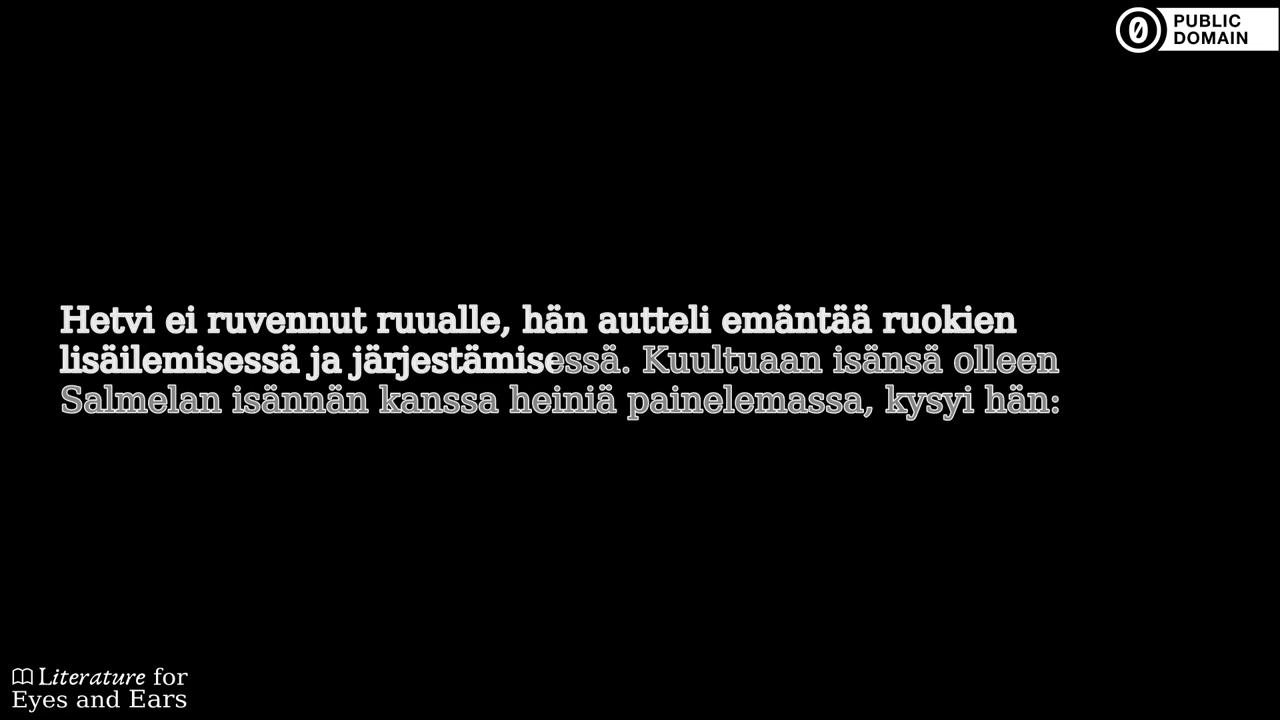 PUBLIC
DOMAIN
Hetvi ei ruvennut ruualle, hän autteli emäntää ruokien
lisäilemisessä ja järjestämisessä. Kuultuaan isänsä olleen
Salmelan isännän kanssa heiniä painelemassa, kysyi hän:
Literature for
Eyes and Ears